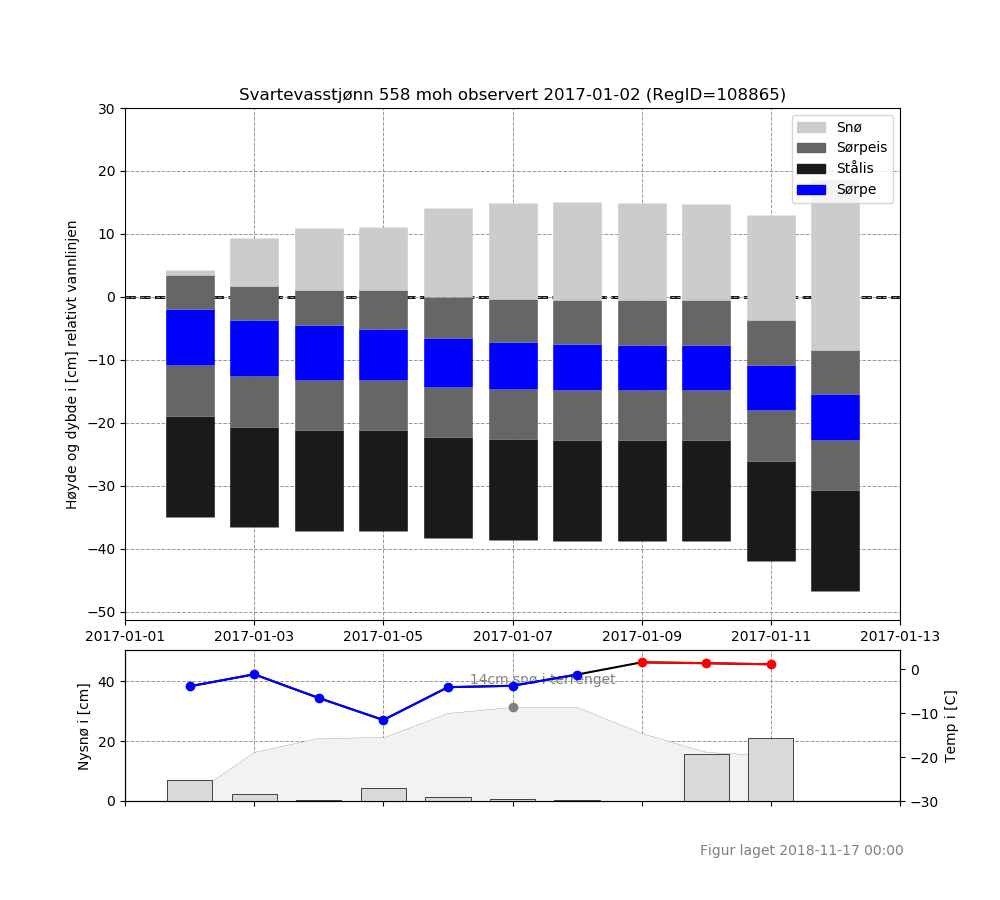 Svartevasstjønn 558 moh observert 2017-01-02 (RegID=108865)
Høyde og dybde i [cm] relativt vannlinjen
30
20
10
0
−10
−20
−30
−40
−50
Snø
Sørpeis
Stålis
Sørpe
2017-01-01 2017-01-03 2017-01-05 2017-01-07 2017-01-09 2017-01-11 2017-01-13
Nysnø i [cm]
40
20
0
14cm snø i terrenget
0
−10
−20
−30
Temp i [C]
Figur laget 2018-11-17 00:00